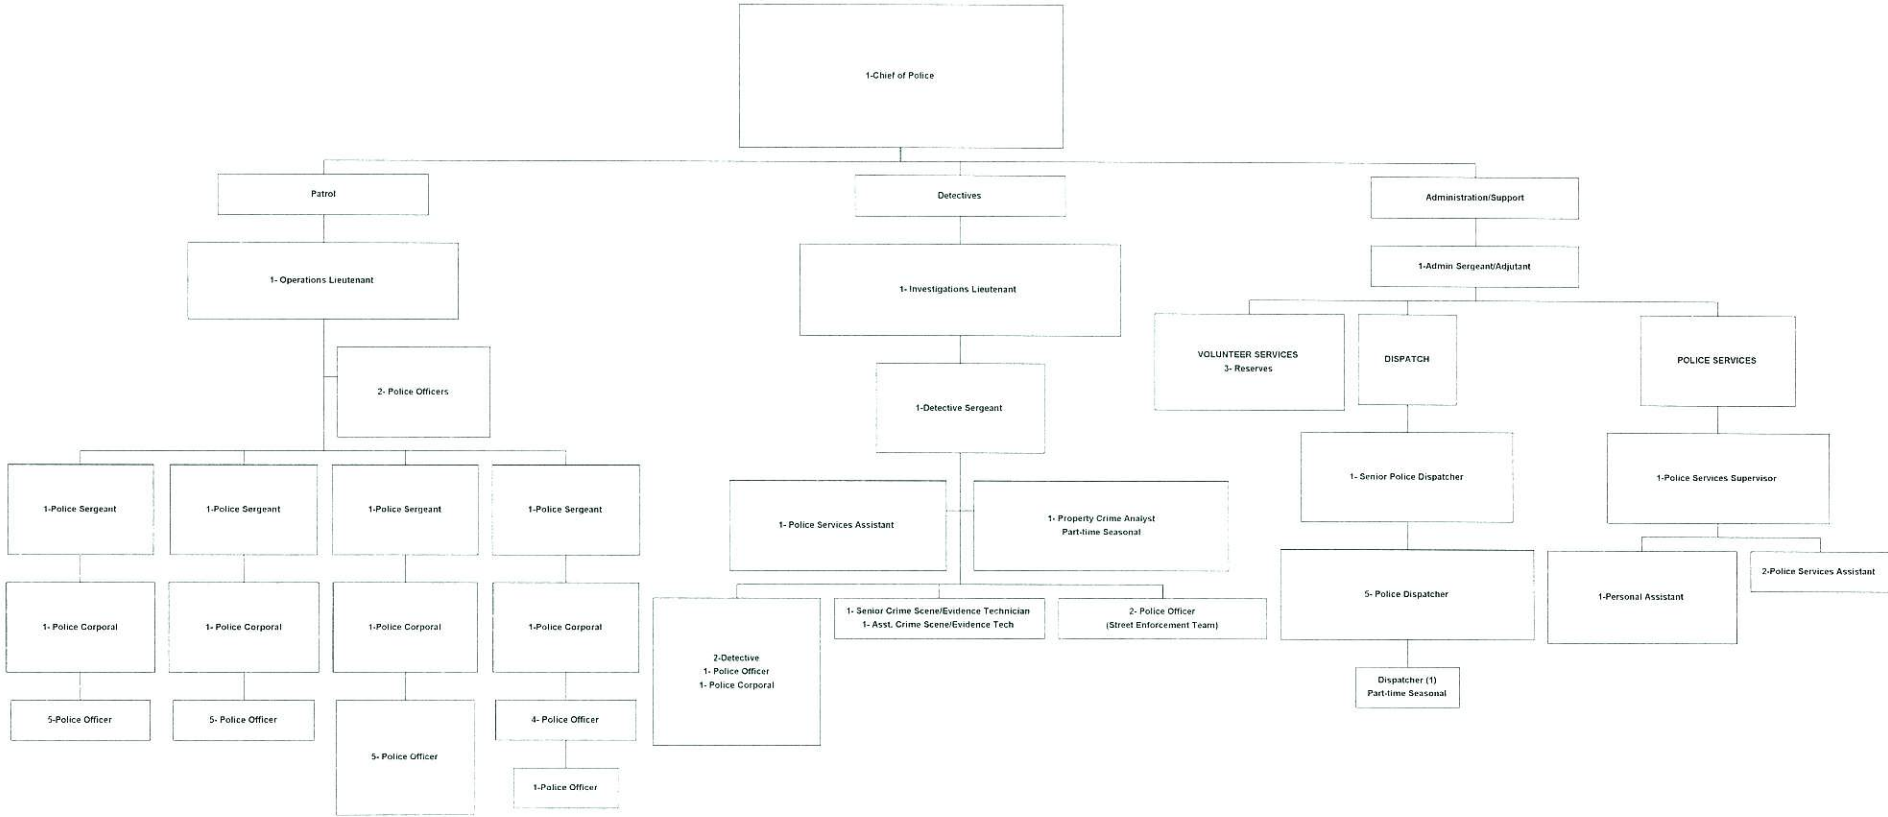 1-Chief of Police
Patrol
Detectives
Administration/Support
1- Operations Lieutenant
1- Investigations Lieutenant
1-Admin Sergeant/Adjutant
2- Police Officers
1-Detective Sergeant
VOLUNTEER SERVICES
3- Reserves
DISPATCH
POLICE SERVICES
1-Police Sergeant
1-Police Sergeant
1-Police Sergeant
1-Police Sergeant
1- Police Services Assistant
1- Property Crime Analyst
Part-time Seasonal
1- Senior Police Dispatcher
1-Police Services Supervisor
1- Police Corporal
1- Police Corporal
1-Police Corporal
1-Police Corporal
2-Detective
1- Police Officer
1- Police Corporal
1- Senior Crime Scene/Evidence Technician
1- Asst. Crime Scene/Evidence Tech
2- Police Officer
(Street Enforcement Team)
5- Police Dispatcher
1-Personal Assistant
2-Police Services Assistant
Dispatcher (1)
Part-time Seasonal
5-Police Officer
5- Police Officer
5- Police Officer
4- Police Officer
1-Police Officer